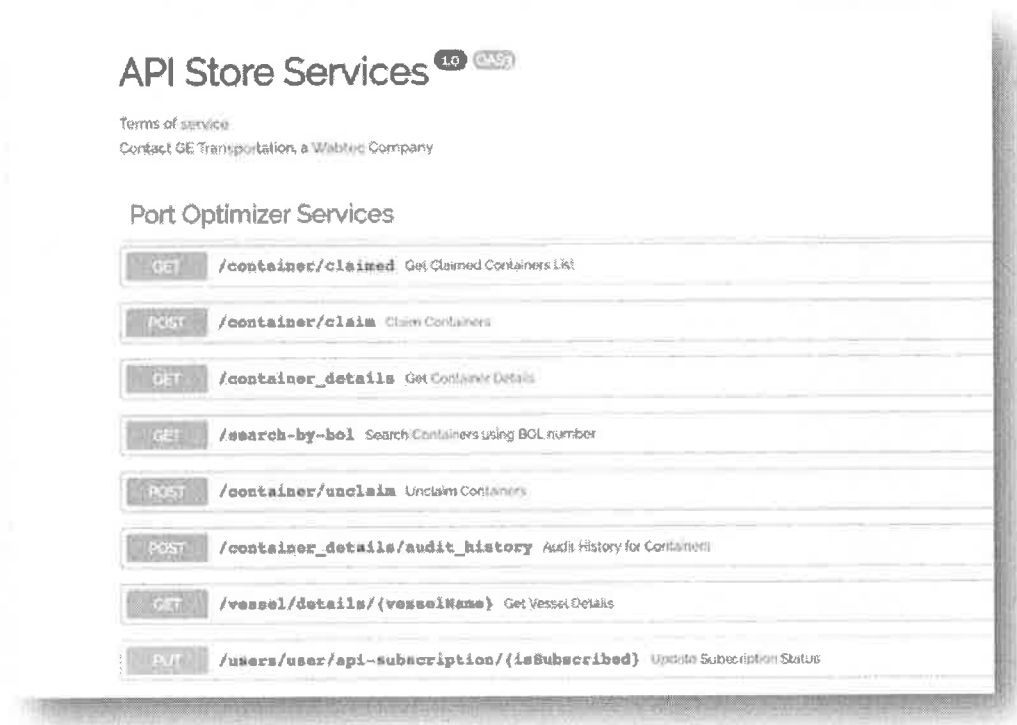 API Store Services 1.0 OAS3
Terms of service
Contact GE Transportation, a Wabtec Company
Port Optimizer Services
GET /container/claimed Get Claimed Containers List
POST /container/claim Claim Containers
GET /container_details Get Container Details
GET /search-by-bol Search Containers using BOL number
POST /container/unclaim Unclaim Containers
POST /container_details/audit_history Audit History for Containers
GET /vessel/details/{vesselName} Get Vessel Details
PUT /users/user/api-subscription/{isSubscribed} Update Subscription Status